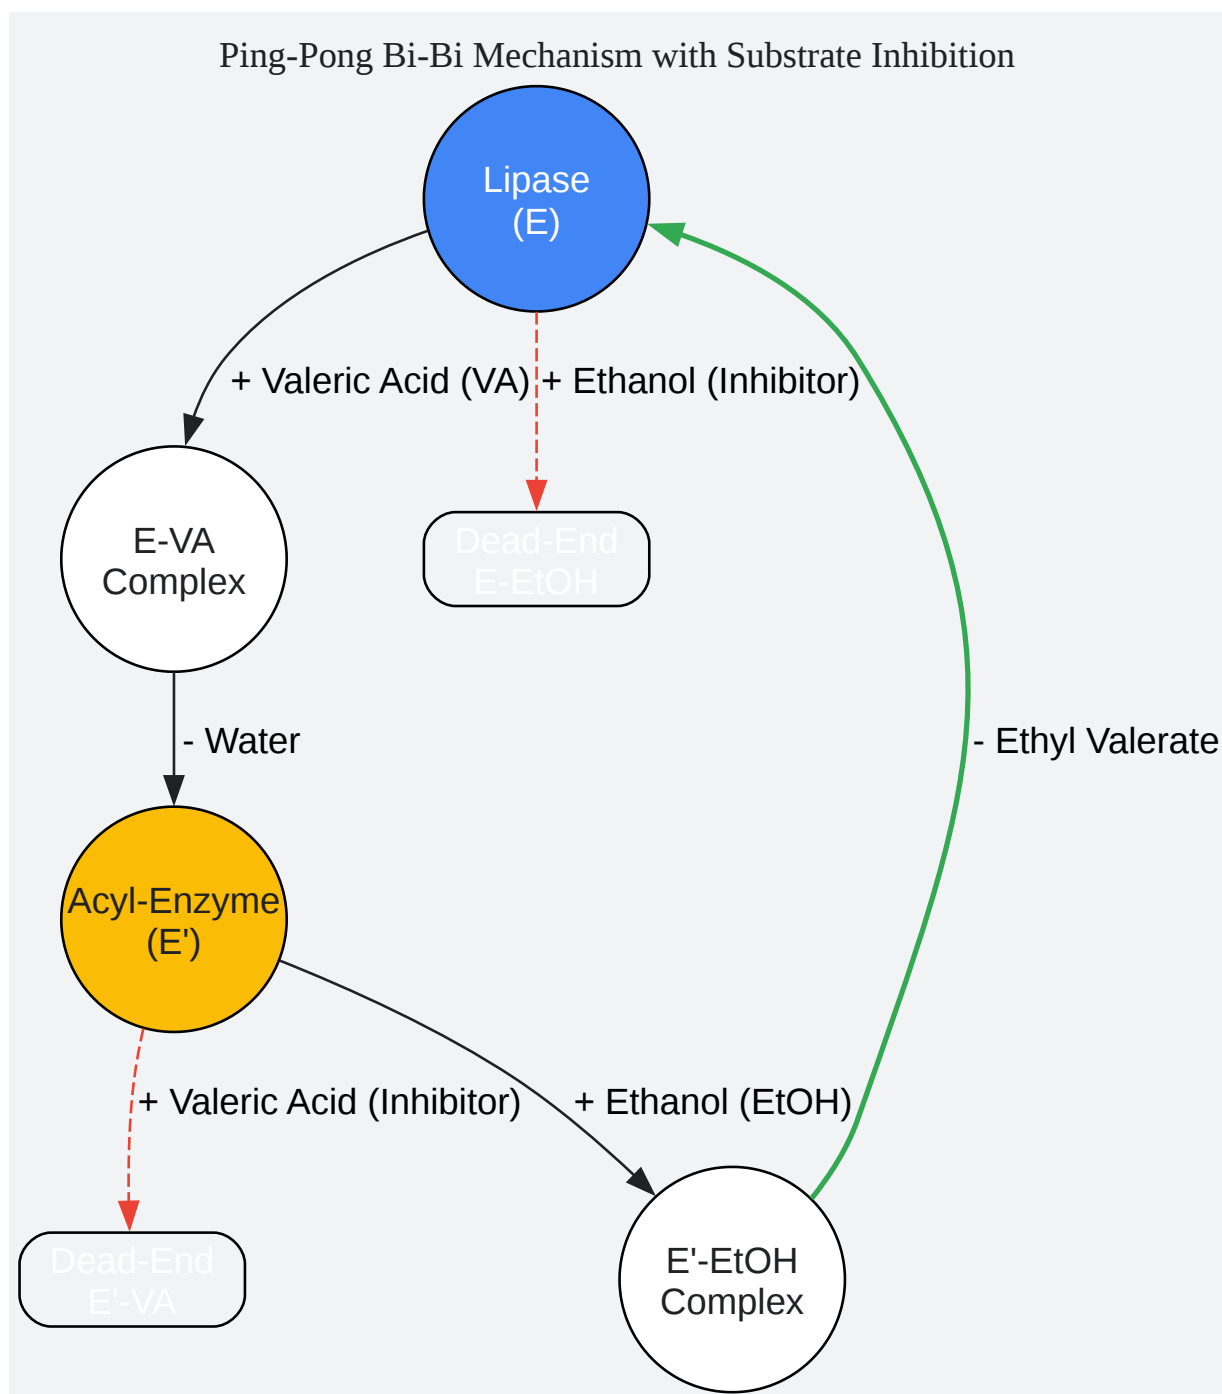 Ping-Pong Bi-Bi Mechanism with Substrate Inhibition
Lipase
(E)
+ Valeric Acid (VA)
+ Ethanol (Inhibitor)
E-VA
Complex
Dead-End
E-EtOH
- Water
- Ethyl Valerate
Acyl-Enzyme
(E')
+ Valeric Acid (Inhibitor)
+ Ethanol (EtOH)
Dead-End
E'-VA
E'-EtOH
Complex